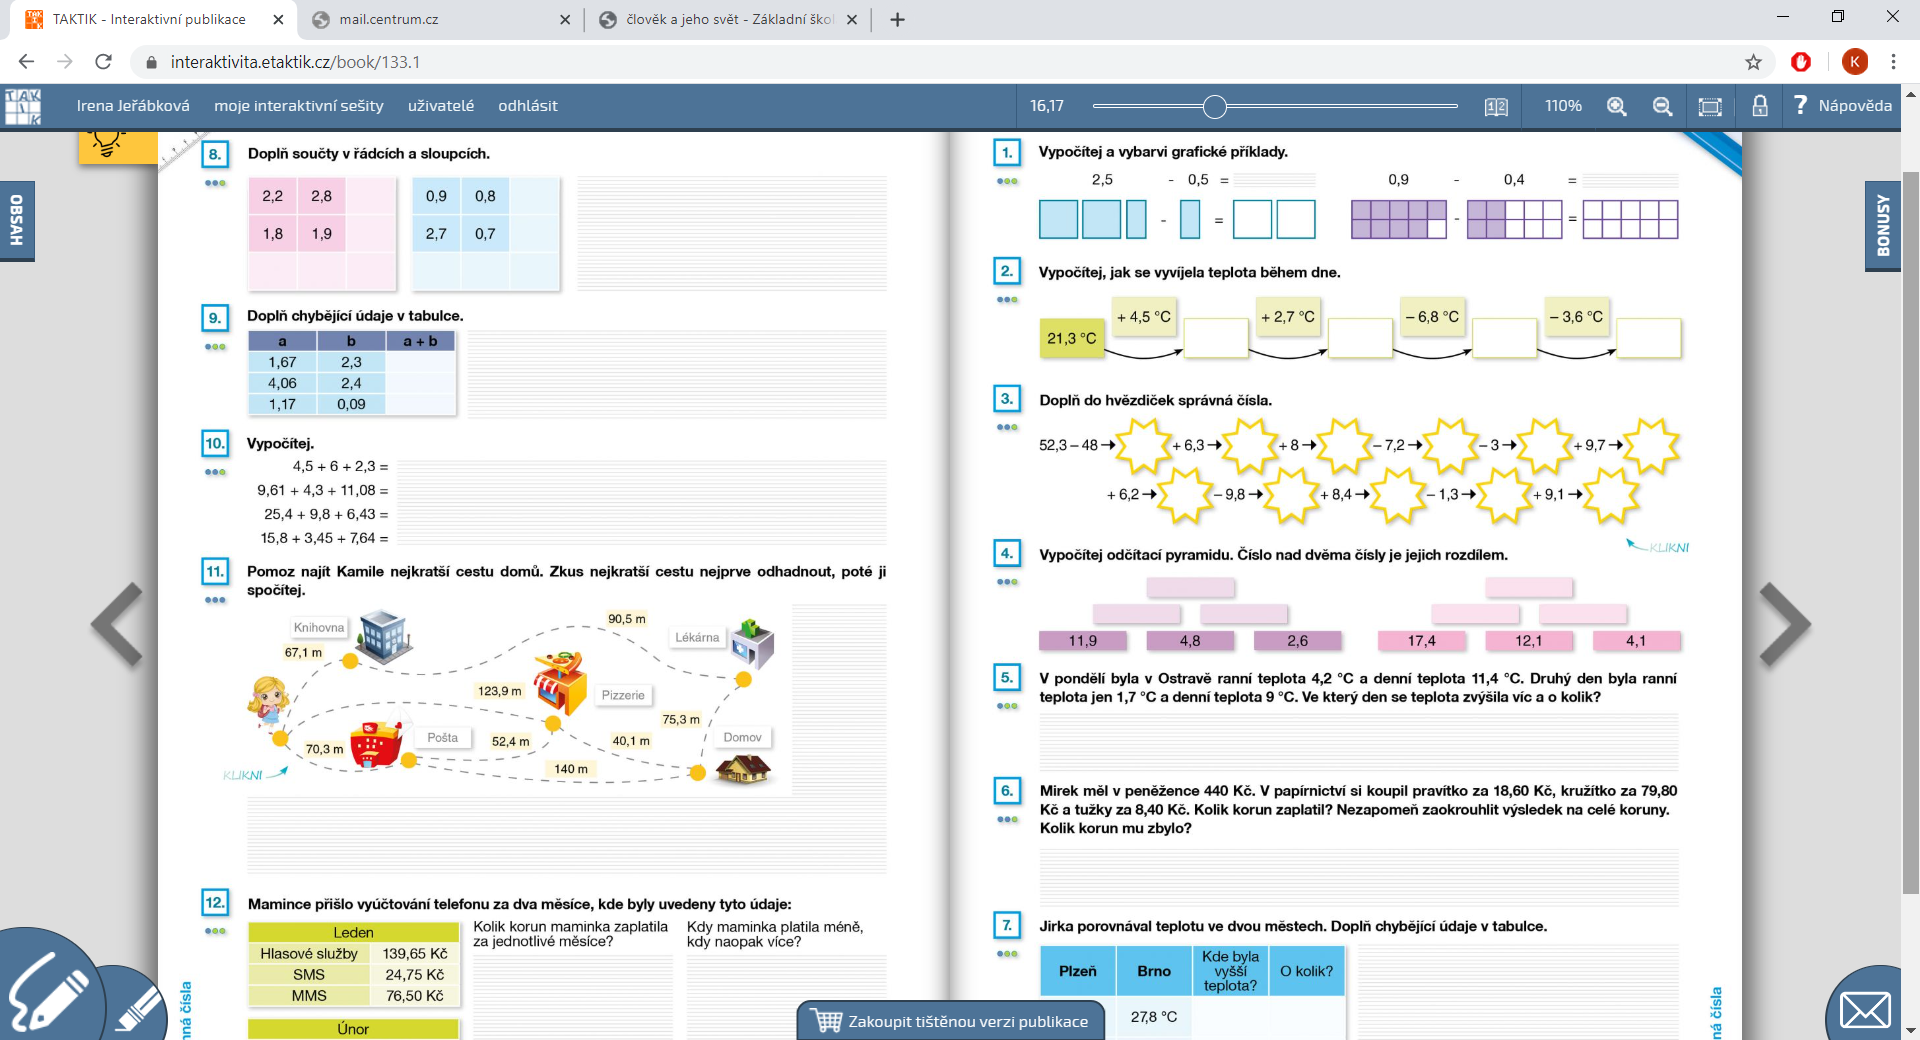 TAKTIK - Interaktivní publikace
mail.centrum.cz
člověk a jeho svět - Základní ško
interaktivita.etaktik.cz/book/133.1
K
TAKTIK
Irena Jeřábková
moje interaktivní sešity
uživatelé
odhlásit
16,17
12
110%
? Nápověda
OBSAH
BONUSY
8. Doplň součty v řádcích a sloupcích.
2,2 2,8
1,8 1,9
0,9 0,8
2,7 0,7
9. Doplň chybějící údaje v tabulce.
a b a + b
1,67 2,3
4,06 2,4
1,17 0,09
10. Vypočítej.
4,5 + 6 + 2,3 =
9,61 + 4,3 + 11,08 =
25,4 + 9,8 + 6,43 =
15,8 + 3,45 + 7,64 =
11. Pomoz najít Kamile nejkratší cestu domů. Zkus nejkratší cestu nejprve odhadnout, poté ji
spočítej.
Knihovna
67,1 m
90,5 m
Lékárna
123,9 m
Pizzerie
75,3 m
70,3 m
Pošta
52,4 m
40,1 m
Domov
140 m
KLIKNI
12. Mamince přišlo vyúčtování telefonu za dva měsíce, kde byly uvedeny tyto údaje:
Leden
Hlasové služby 139,65 Kč
SMS 24,75 Kč
MMS 76,50 Kč
Únor
Kolik korun maminka zaplatila
za jednotlivé měsíce?
Kdy maminka platila méně,
kdy naopak více?
nná čísla
1. Vypočítej a vybarvi grafické příklady.
2,5 - 0,5 =
0,9 - 0,4 =
- =
- =
2. Vypočítej, jak se vyvíjela teplota během dne.
21,3 °C + 4,5 °C + 2,7 °C – 6,8 °C – 3,6 °C
3. Doplň do hvězdiček správná čísla.
52,3 – 48 → + 6,3 → + 8 → – 7,2 → – 3 → + 9,7 →
+ 6,2 → – 9,8 → + 8,4 → – 1,3 → + 9,1 →
KLIKNI
4. Vypočítej odčítací pyramidu. Číslo nad dvěma čísly je jejich rozdílem.
11,9 4,8 2,6
17,4 12,1 4,1
5. V pondělí byla v Ostravě ranní teplota 4,2 °C a denní teplota 11,4 °C. Druhý den byla ranní
teplota jen 1,7 °C a denní teplota 9 °C. Ve který den se teplota zvýšila víc a o kolik?
6. Mirek měl v peněžence 440 Kč. V papírnictví si koupil pravítko za 18,60 Kč, kružítko za 79,80
Kč a tužky za 8,40 Kč. Kolik korun zaplatil? Nezapomeň zaokrouhlit výsledek na celé koruny.
Kolik korun mu zbylo?
7. Jirka porovnával teplotu ve dvou městech. Doplň chybějící údaje v tabulce.
Plzeň
Brno
Kde byla
vyšší
teplota?
O kolik?
27,8 °C
ná čísla
Zakoupit tištěnou verzi publikace